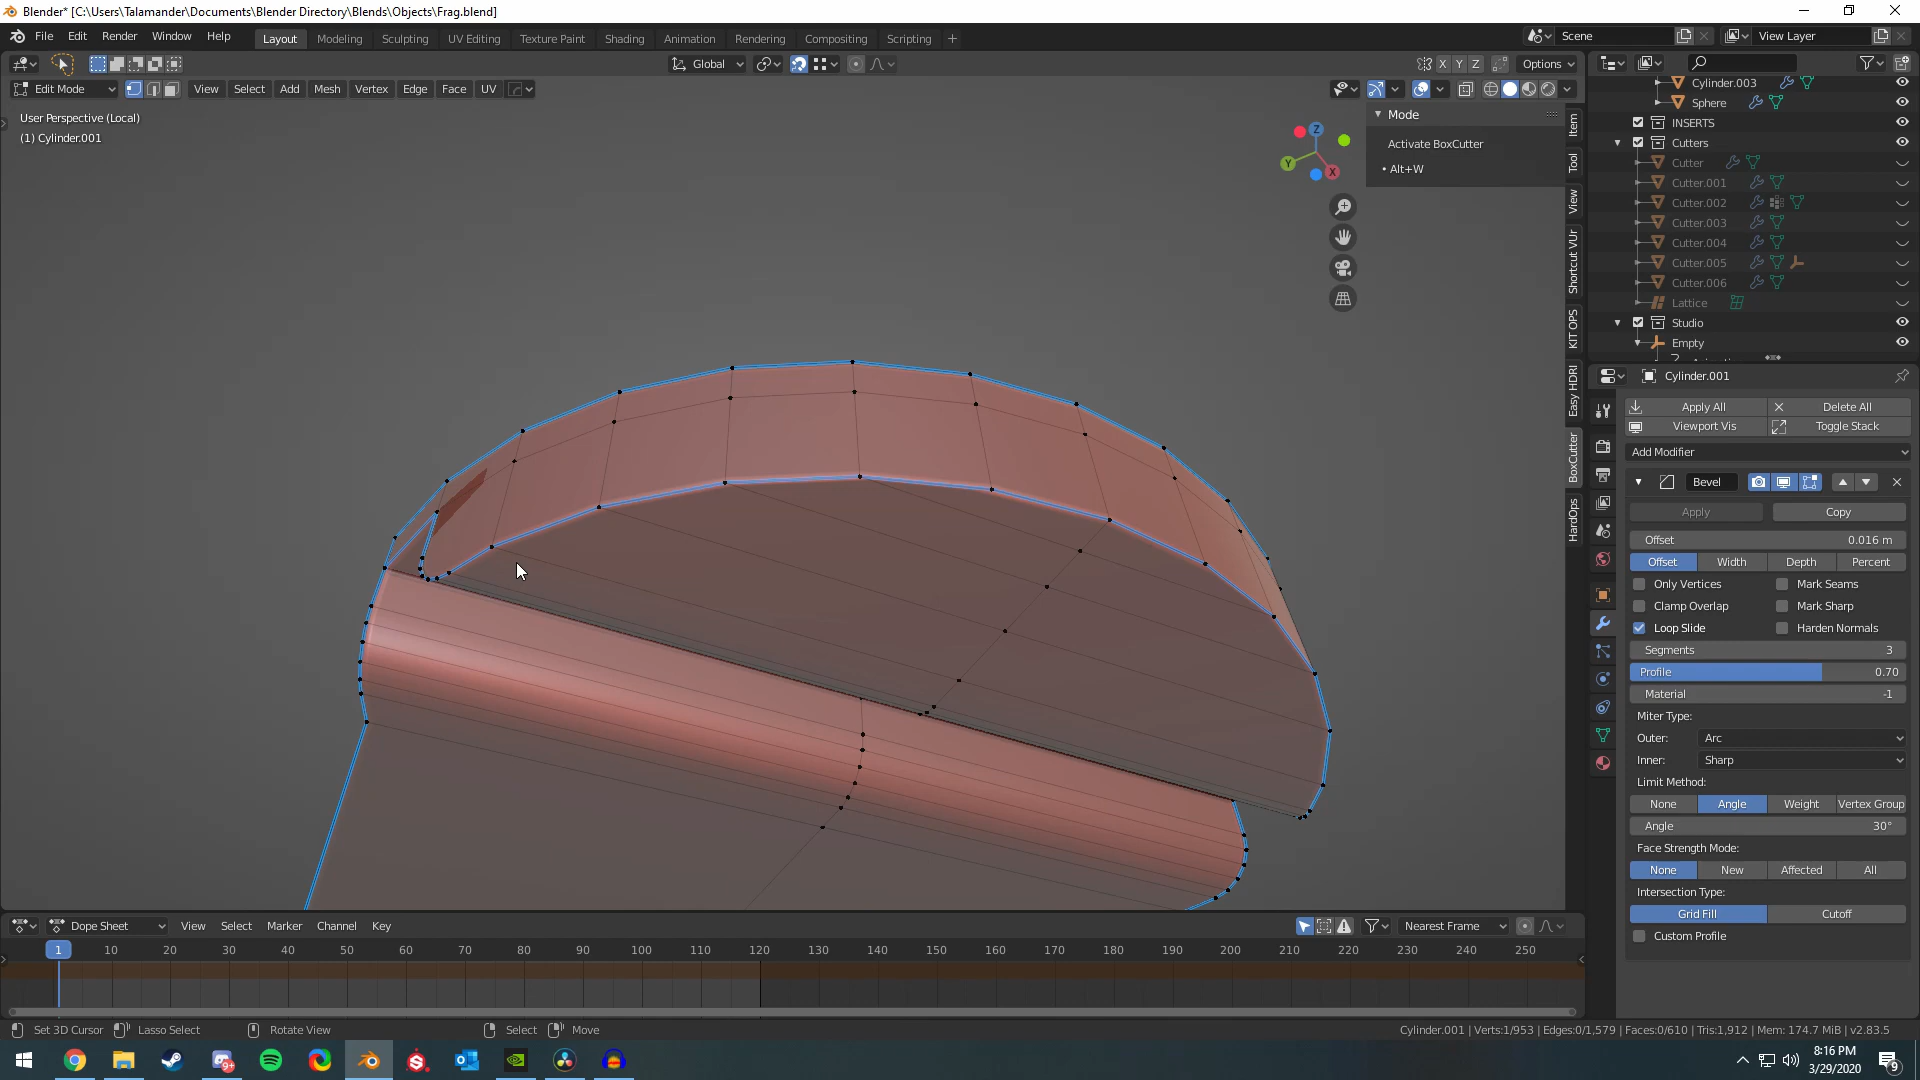 Blender* [C:\Users\Talamander\Documents\Blender Directory\Blends\Objects\Frag.blend]
File Edit Render Window Help Layout Modeling Sculpting UV Editing Texture Paint Shading Animation Rendering Compositing Scripting + Scene View Layer
Global X Y Z Options
Edit Mode View Select Add Mesh Vertex Edge Face UV
User Perspective (Local)
(1) Cylinder.001
Mode
Activate BoxCutter
• Alt+W
Z
Y
X
Item
Tool
View
Shortcut VUr
KIT OPS
Easy HDRI
BoxCutter
HardOps
Cylinder.003
Sphere
INSERTS
Cutters
Cutter
Cutter.001
Cutter.002
Cutter.003
Cutter.004
Cutter.005
Cutter.006
Lattice
Studio
Empty
Cylinder.001
Apply All Delete All
Viewport Vis Toggle Stack
Add Modifier
Bevel
Apply Copy
Offset 0.016 m
Offset Width Depth Percent
Only Vertices Mark Seams
Clamp Overlap Mark Sharp
Loop Slide Harden Normals
Segments 3
Profile 0.70
Material -1
Miter Type:
Outer: Arc
Inner: Sharp
Limit Method:
None Angle Weight Vertex Group
Angle 30°
Face Strength Mode:
None New Affected All
Intersection Type:
Grid Fill Cutoff
Custom Profile
Dope Sheet View Select Marker Channel Key Nearest Frame
1 10 20 30 40 50 60 70 80 90 100 110 120 130 140 150 160 170 180 190 200 210 220 230 240 250
Set 3D Cursor Lasso Select Rotate View Select Move Cylinder.001 | Verts:1/953 | Edges:0/1,579 | Faces:0/610 | Tris:1,912 | Mem: 174.7 MiB | v2.83.5
9+
8:16 PM
3/29/2020
9